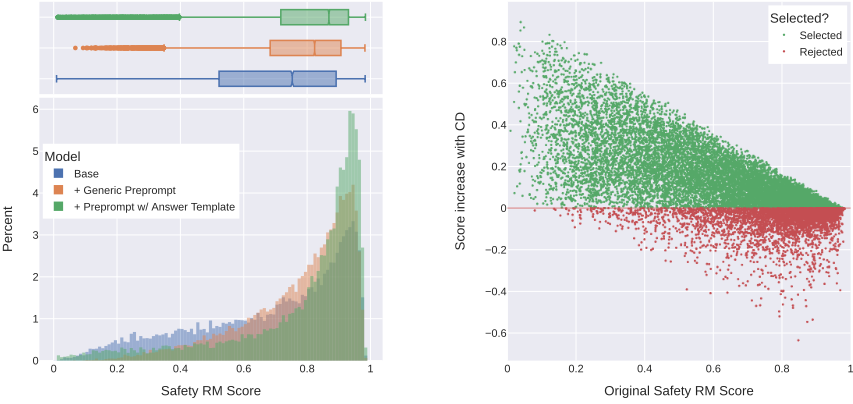 6
5
4
3
2
1
0
Percent
Model
Base
+ Generic Preprompt
+ Preprompt w/ Answer Template
0
0.2
0.4
0.6
0.8
1
Safety RM Score
Selected?
Selected
Rejected
0.8
0.6
0.4
0.2
0
−0.2
−0.4
−0.6
Score increase with CD
0
0.2
0.4
0.6
0.8
1
Original Safety RM Score